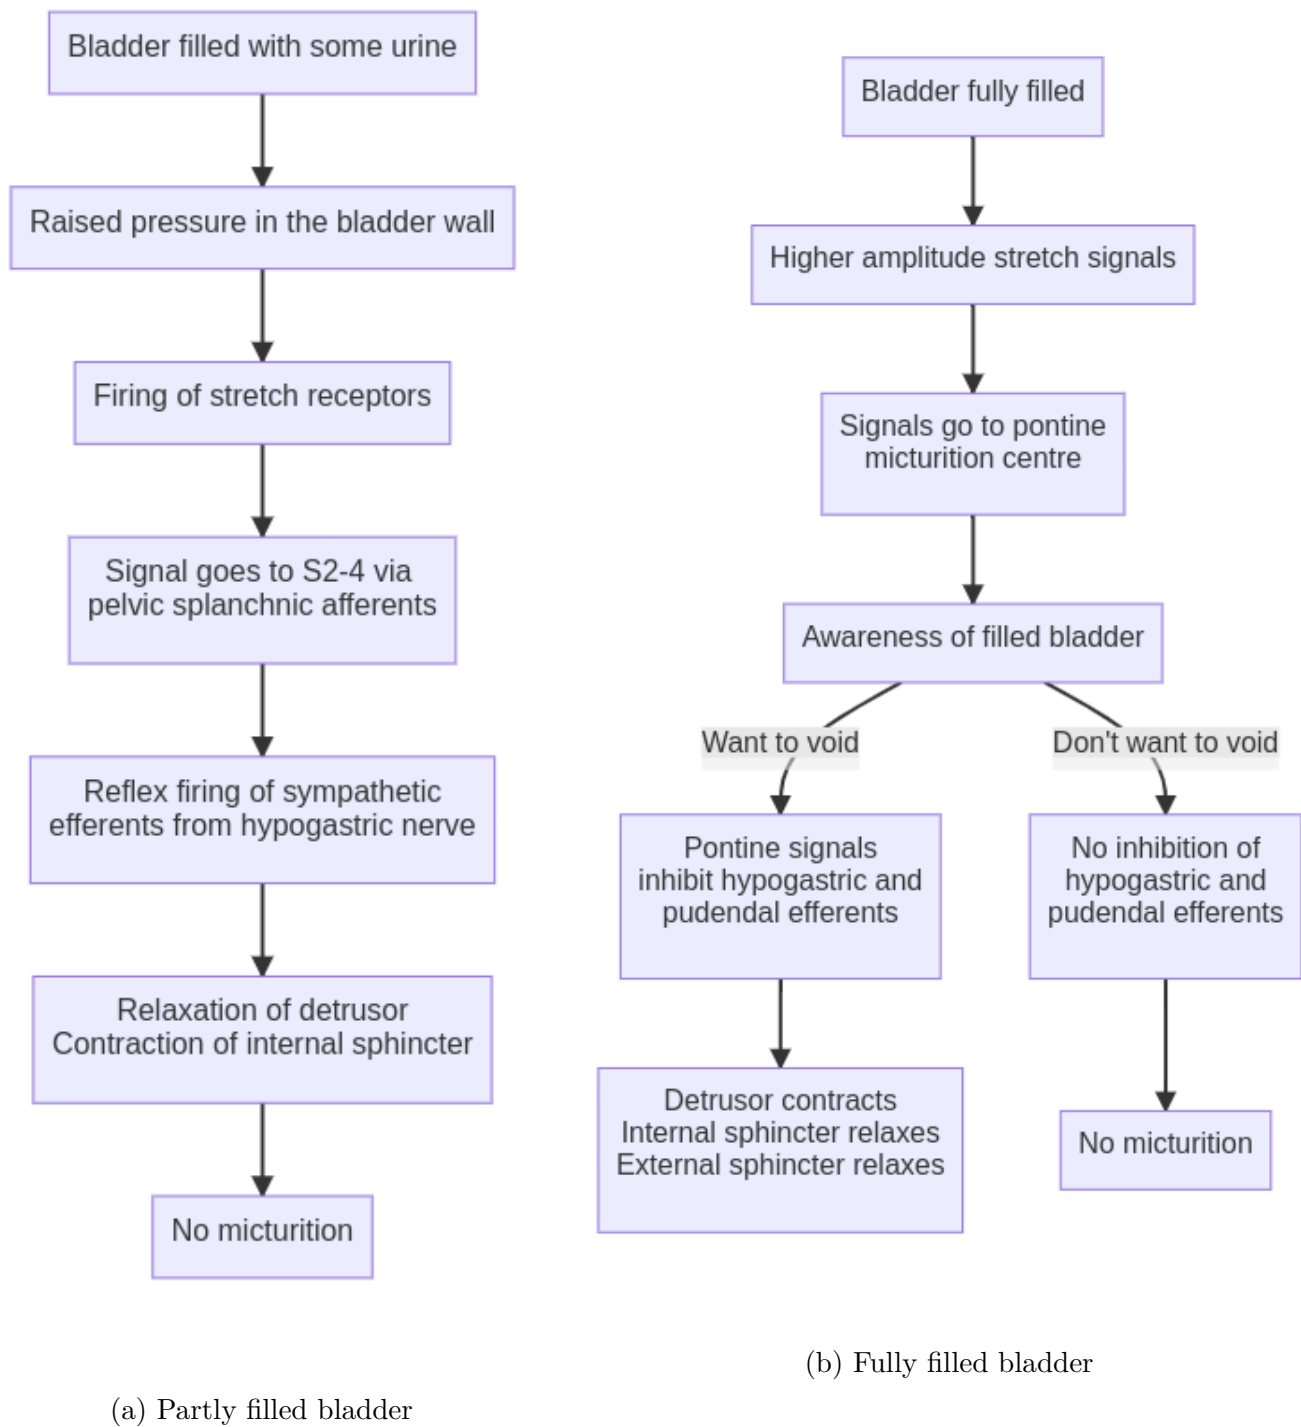 Bladder filled with some urine
Raised pressure in the bladder wall
Firing of stretch receptors
Signal goes to S2-4 via
pelvic splanchnic afferents
Reflex firing of sympathetic
efferents from hypogastric nerve
Relaxation of detrusor
Contraction of internal sphincter
No micturition
(a) Partly filled bladder
Bladder fully filled
Higher amplitude stretch signals
Signals go to pontine
micturition centre
Awareness of filled bladder
Want to void
Don't want to void
Pontine signals
inhibit hypogastric and
pudendal efferents
No inhibition of
hypogastric and
pudendal efferents
Detrusor contracts
Internal sphincter relaxes
External sphincter relaxes
No micturition
(b) Fully filled bladder